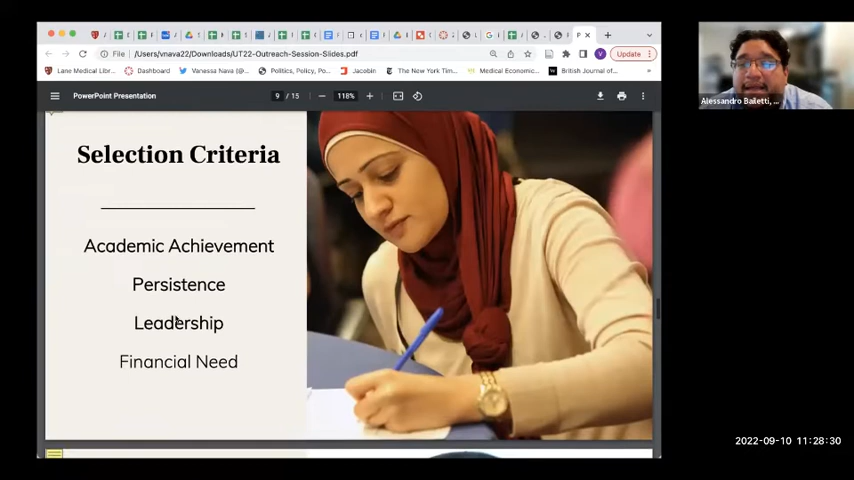 File
/Users/vnava22/Downloads/UT22-Outreach-Session-Slides.pdf
Update
Lane Medical Libr...
Dashboard
Vanessa Nava (@...
Politics, Policy, Po...
Jacobin
The New York Tim...
Medical Economic...
British Journal of...
PowerPoint Presentation
9 / 15
118%
Selection Criteria
Academic Achievement
Persistence
Leadership
Financial Need
Alessandro Baletti, ...
2022-09-10 11:28:30